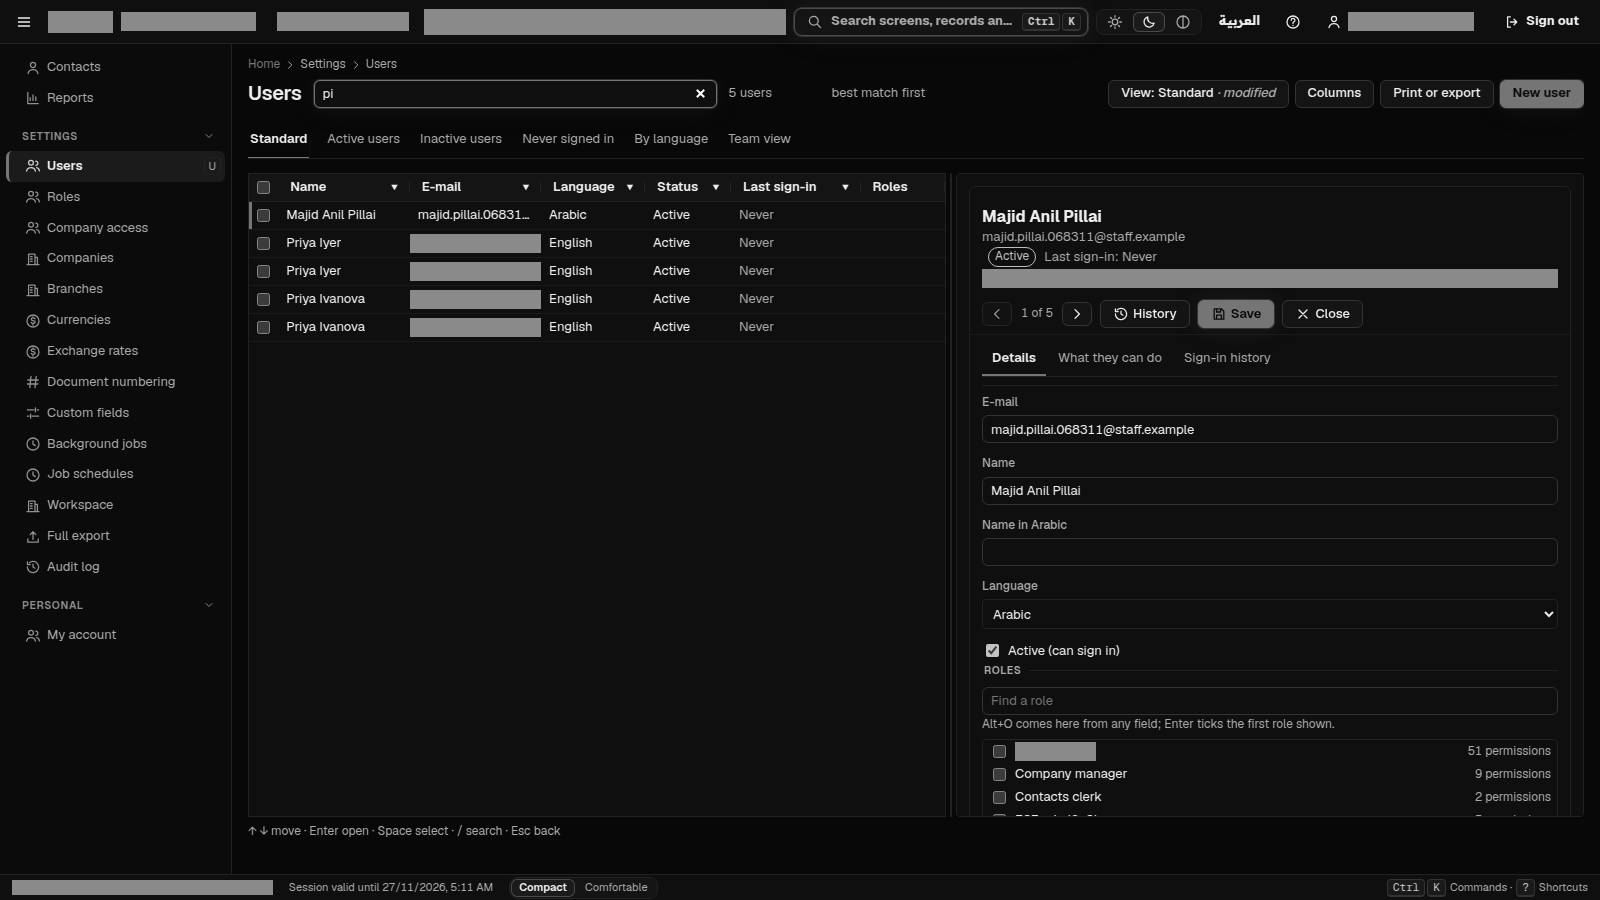 Search screens, records an... Ctrl K
العربية
Sign out
Contacts
Reports
SETTINGS
Users U
Roles
Company access
Companies
Branches
Currencies
Exchange rates
Document numbering
Custom fields
Background jobs
Job schedules
Workspace
Full export
Audit log
PERSONAL
My account
Home > Settings > Users
Users pi 5 users best match first
View: Standard · modified Columns Print or export New user
Standard Active users Inactive users Never signed in By language Team view
Name E-mail Language Status Last sign-in Roles
Majid Anil Pillai majid.pillai.06831... Arabic Active Never
Priya Iyer English Active Never
Priya Iyer English Active Never
Priya Ivanova English Active Never
Priya Ivanova English Active Never
↑↓ move · Enter open · Space select · / search · Esc back
Majid Anil Pillai
majid.pillai.068311@staff.example
Active Last sign-in: Never
1 of 5 History Save Close
Details What they can do Sign-in history
E-mail
majid.pillai.068311@staff.example
Name
Majid Anil Pillai
Name in Arabic
Language
Arabic
Active (can sign in)
ROLES
Find a role
Alt+O comes here from any field; Enter ticks the first role shown.
51 permissions
Company manager 9 permissions
Contacts clerk 2 permissions
Session valid until 27/11/2026, 5:11 AM Compact Comfortable
Ctrl K Commands · ? Shortcuts